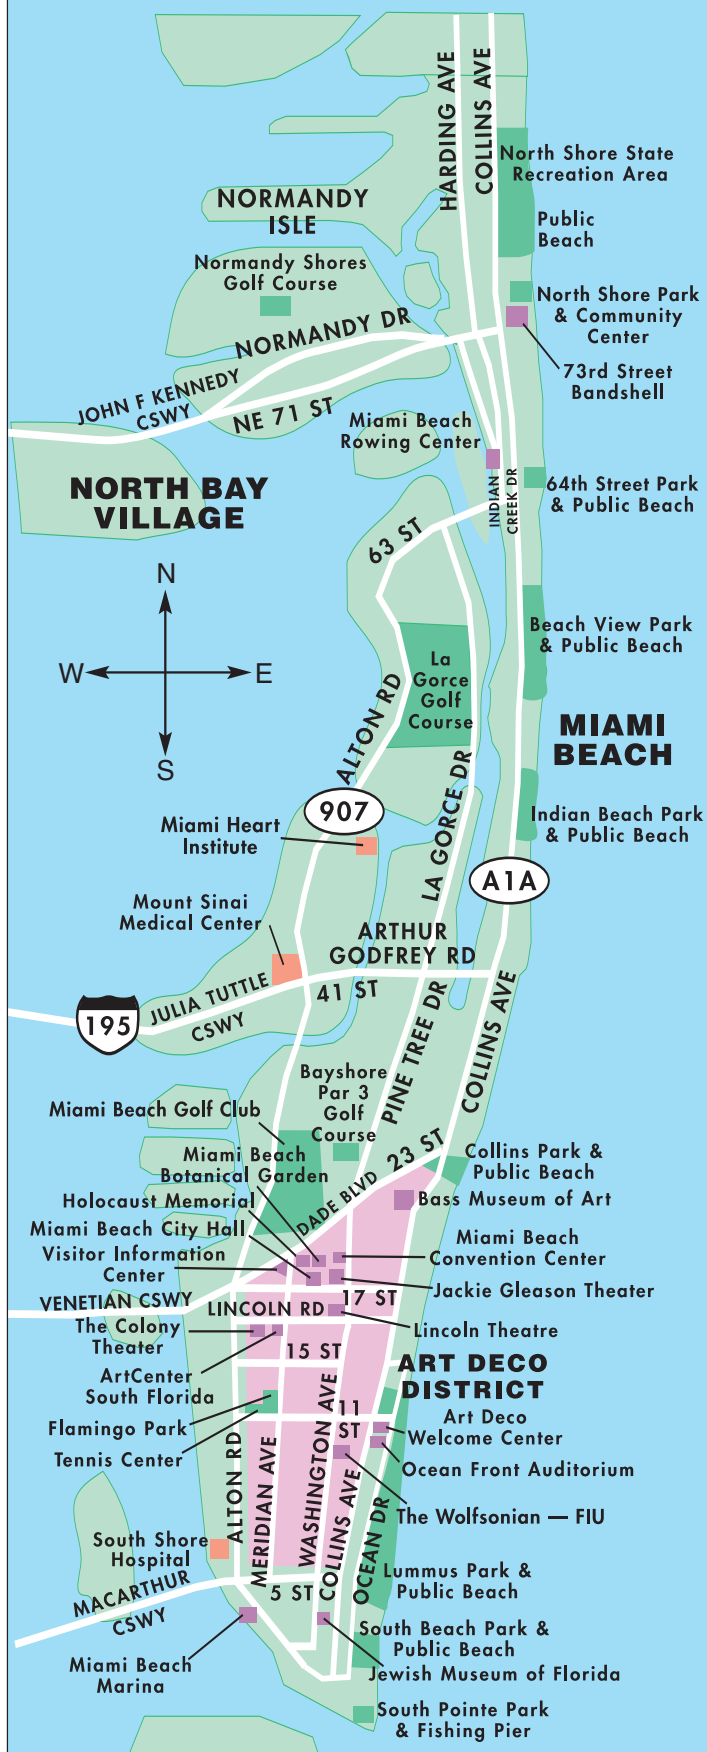 HARDING AVE
COLLINS AVE
North Shore State
Recreation Area
NORMANDY
ISLE
Public
Beach
Normandy Shores
Golf Course
North Shore Park
& Community
Center
NORMANDY DR
73rd Street
Bandshell
JOHN F KENNEDY
CSWY
NE 71 ST
Miami Beach
Rowing Center
NORTH BAY
VILLAGE
INDIAN
CREEK DR
64th Street Park
& Public Beach
63 ST
N
W
E
S
Beach View Park
& Public Beach
La
Gorce
Golf
Course
ALTON RD
MIAMI
BEACH
LA GORCE DR
907
Indian Beach Park
& Public Beach
Miami Heart
Institute
A1A
Mount Sinai
Medical Center
ARTHUR
GODFREY RD
JULIA TUTTLE
CSWY
41 ST
195
PINE TREE DR
COLLINS AVE
Bayshore
Par 3
Golf
Course
Miami Beach Golf Club
23 ST
Miami Beach
Botanical Garden
Collins Park &
Public Beach
DADE BLVD
Holocaust Memorial
Bass Museum of Art
Miami Beach City Hall
Miami Beach
Convention Center
Visitor Information
Center
Jackie Gleason Theater
VENETIAN CSWY
17 ST
LINCOLN RD
The Colony
Theater
Lincoln Theatre
15 ST
ART DECO
DISTRICT
ArtCenter
South Florida
11
ST
Art Deco
Welcome Center
Flamingo Park
Tennis Center
Ocean Front Auditorium
ALTON RD
MERIDIAN AVE
WASHINGTON AVE
COLLINS AVE
OCEAN DR
The Wolfsonian — FIU
South Shore
Hospital
MACARTHUR
CSWY
5 ST
Lummus Park &
Public Beach
South Beach Park &
Public Beach
Miami Beach
Marina
Jewish Museum of Florida
South Pointe Park
& Fishing Pier